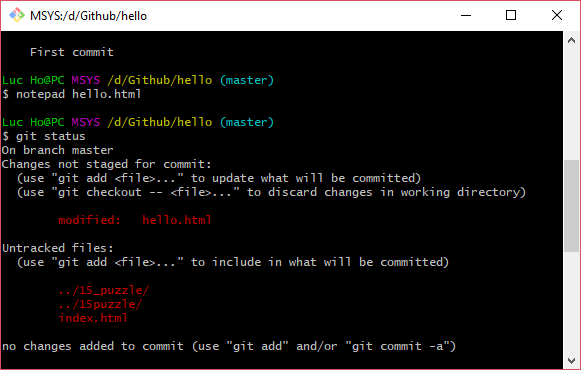 MSYS:/d/Github/hello
First commit
Luc Ho@PC MSYS /d/Github/hello (master)
$ notepad hello.html
Luc Ho@PC MSYS /d/Github/hello (master)
$ git status
On branch master
Changes not staged for commit:
(use "git add <file>..." to update what will be committed)
(use "git checkout -- <file>..." to discard changes in working directory)
modified: hello.html
Untracked files:
(use "git add <file>..." to include in what will be committed)
../15_puzzle/
../15puzzle/
index.html
no changes added to commit (use "git add" and/or "git commit -a")